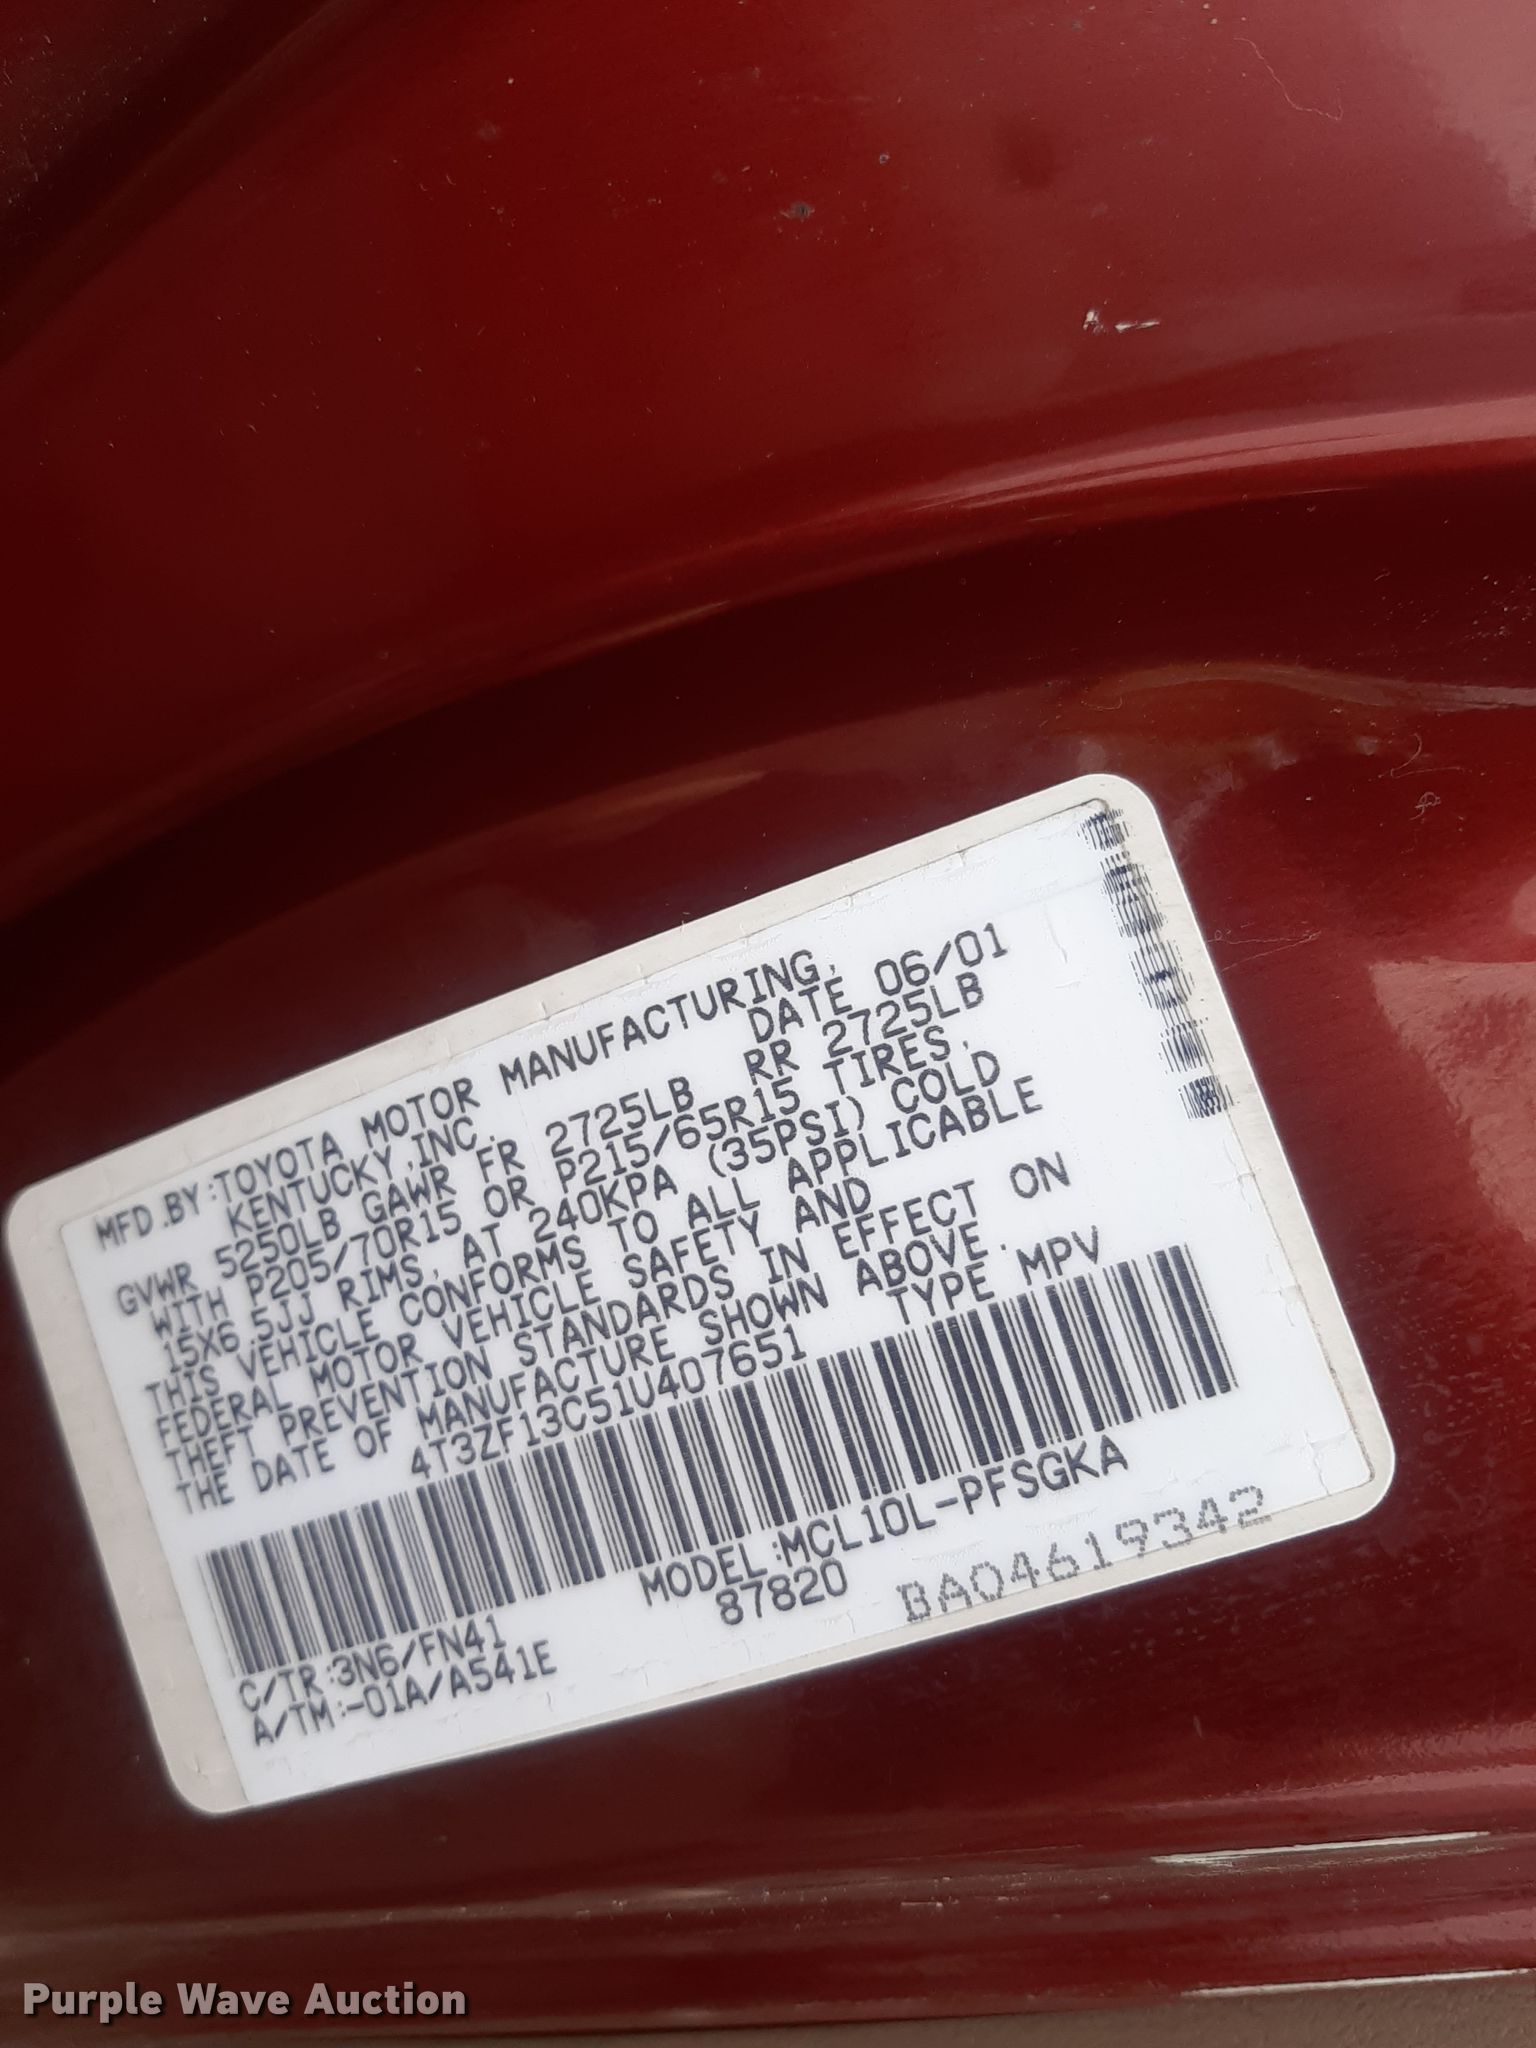 MFD.BY:TOYOTA MOTOR MANUFACTURING,
KENTUCKY,INC. DATE 06/01
GVWR 5250LB GAWR FR 2725LB RR 2725LB
WITH P205/70R15 OR P215/65R15 TIRES,
15X6.5JJ RIMS, AT 240KPA (35PSI) COLD
THIS VEHICLE CONFORMS TO ALL APPLICABLE
FEDERAL MOTOR VEHICLE SAFETY AND
THEFT PREVENTION STANDARDS IN EFFECT ON
THE DATE OF MANUFACTURE SHOWN ABOVE.
4T3ZF13C51U407651 TYPE MPV
MODEL:MCL10L-PFSGKA
87820
BA04619342
C/TR:3N6/FN41
A/TM:-01A/A541E
Purple Wave Auction